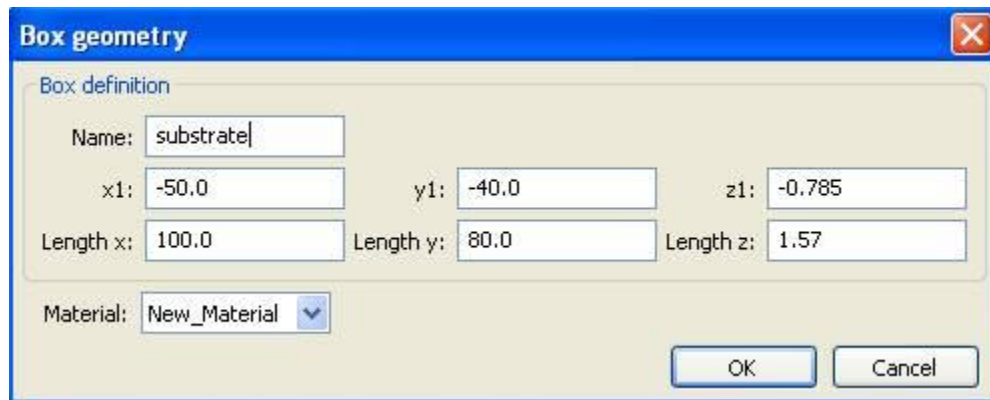 Box geometry
Box definition
Name: substrate
x1: -50.0 y1: -40.0 z1: -0.785
Length x: 100.0 Length y: 80.0 Length z: 1.57
Material: New_Material
OK Cancel